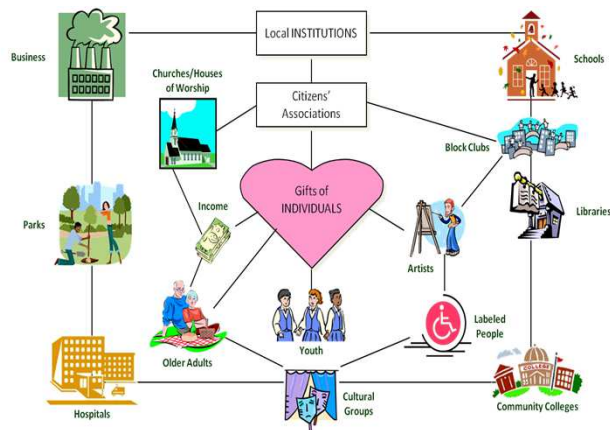 Local INSTITUTIONS
Business
Schools
Churches/Houses
of Worship
Citizens'
Associations
Block Clubs
Gifts of
INDIVIDUALS
Income
Parks
Libraries
Artists
Older Adults
Youth
Labeled
People
Hospitals
Cultural
Groups
COLLEGE
Community Colleges